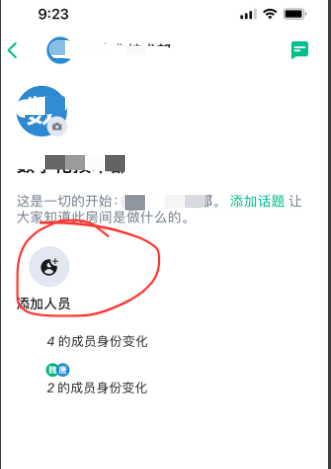 9:23
这是一切的开始：
。 添加话题 让
大家知道此房间是做什么的。
添加人员
4 的成员身份变化
魏 唐
2 的成员身份变化